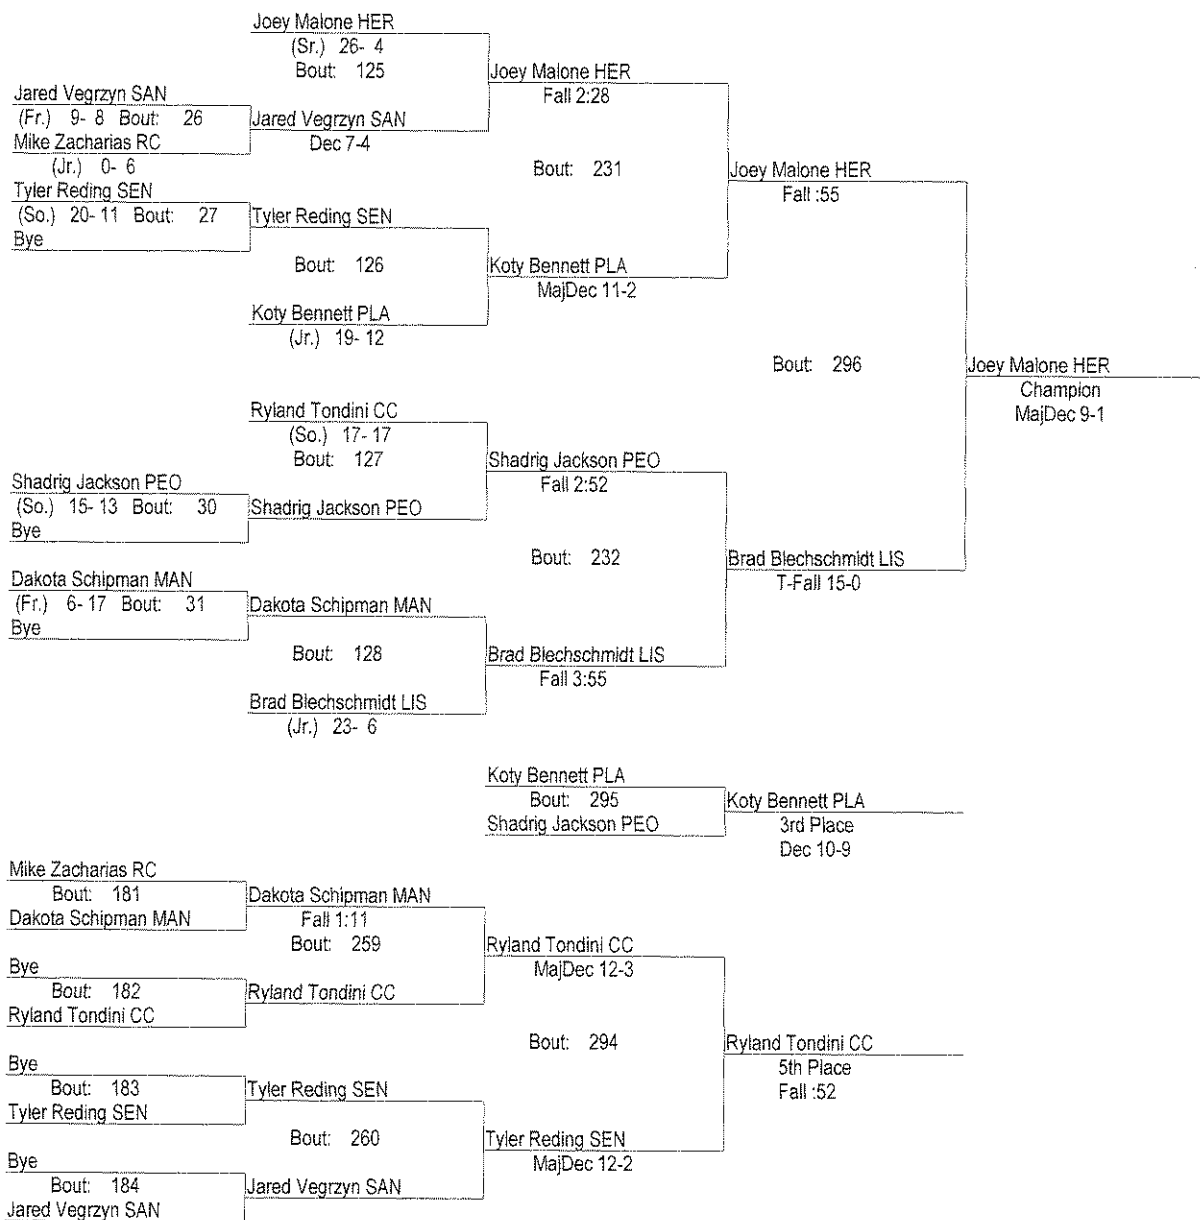 Joey Malone HER
(Sr.) 26- 4
Bout: 125
Joey Malone HER
Fall 2:28
Jared Vegrzyn SAN
(Fr.) 9- 8 Bout: 26
Jared Vegrzyn SAN
Dec 7-4
Mike Zacharias RC
(Jr.) 0- 6
Bout: 231
Joey Malone HER
Fall :55
Tyler Reding SEN
(So.) 20- 11 Bout: 27
Tyler Reding SEN
Bye
Bout: 126
Koty Bennett PLA
MajDec 11-2
Koty Bennett PLA
(Jr.) 19- 12
Bout: 296
Joey Malone HER
Champion
MajDec 9-1
Ryland Tondini CC
(So.) 17- 17
Bout: 127
Shadrig Jackson PEO
Fall 2:52
Shadrig Jackson PEO
(So.) 15- 13 Bout: 30
Shadrig Jackson PEO
Bye
Bout: 232
Brad Blechschmidt LIS
T-Fall 15-0
Dakota Schipman MAN
(Fr.) 6- 17 Bout: 31
Dakota Schipman MAN
Bye
Bout: 128
Brad Blechschmidt LIS
Fall 3:55
Brad Blechschmidt LIS
(Jr.) 23- 6
Koty Bennett PLA
Bout: 295
Koty Bennett PLA
Shadrig Jackson PEO
3rd Place
Dec 10-9
Mike Zacharias RC
Bout: 181
Dakota Schipman MAN
Dakota Schipman MAN
Fall 1:11
Bout: 259
Ryland Tondini CC
MajDec 12-3
Bye
Bout: 182
Ryland Tondini CC
Ryland Tondini CC
Bout: 294
Ryland Tondini CC
5th Place
Fall :52
Bye
Bout: 183
Tyler Reding SEN
Tyler Reding SEN
Bout: 260
Tyler Reding SEN
MajDec 12-2
Bye
Bout: 184
Jared Vegrzyn SAN
Jared Vegrzyn SAN